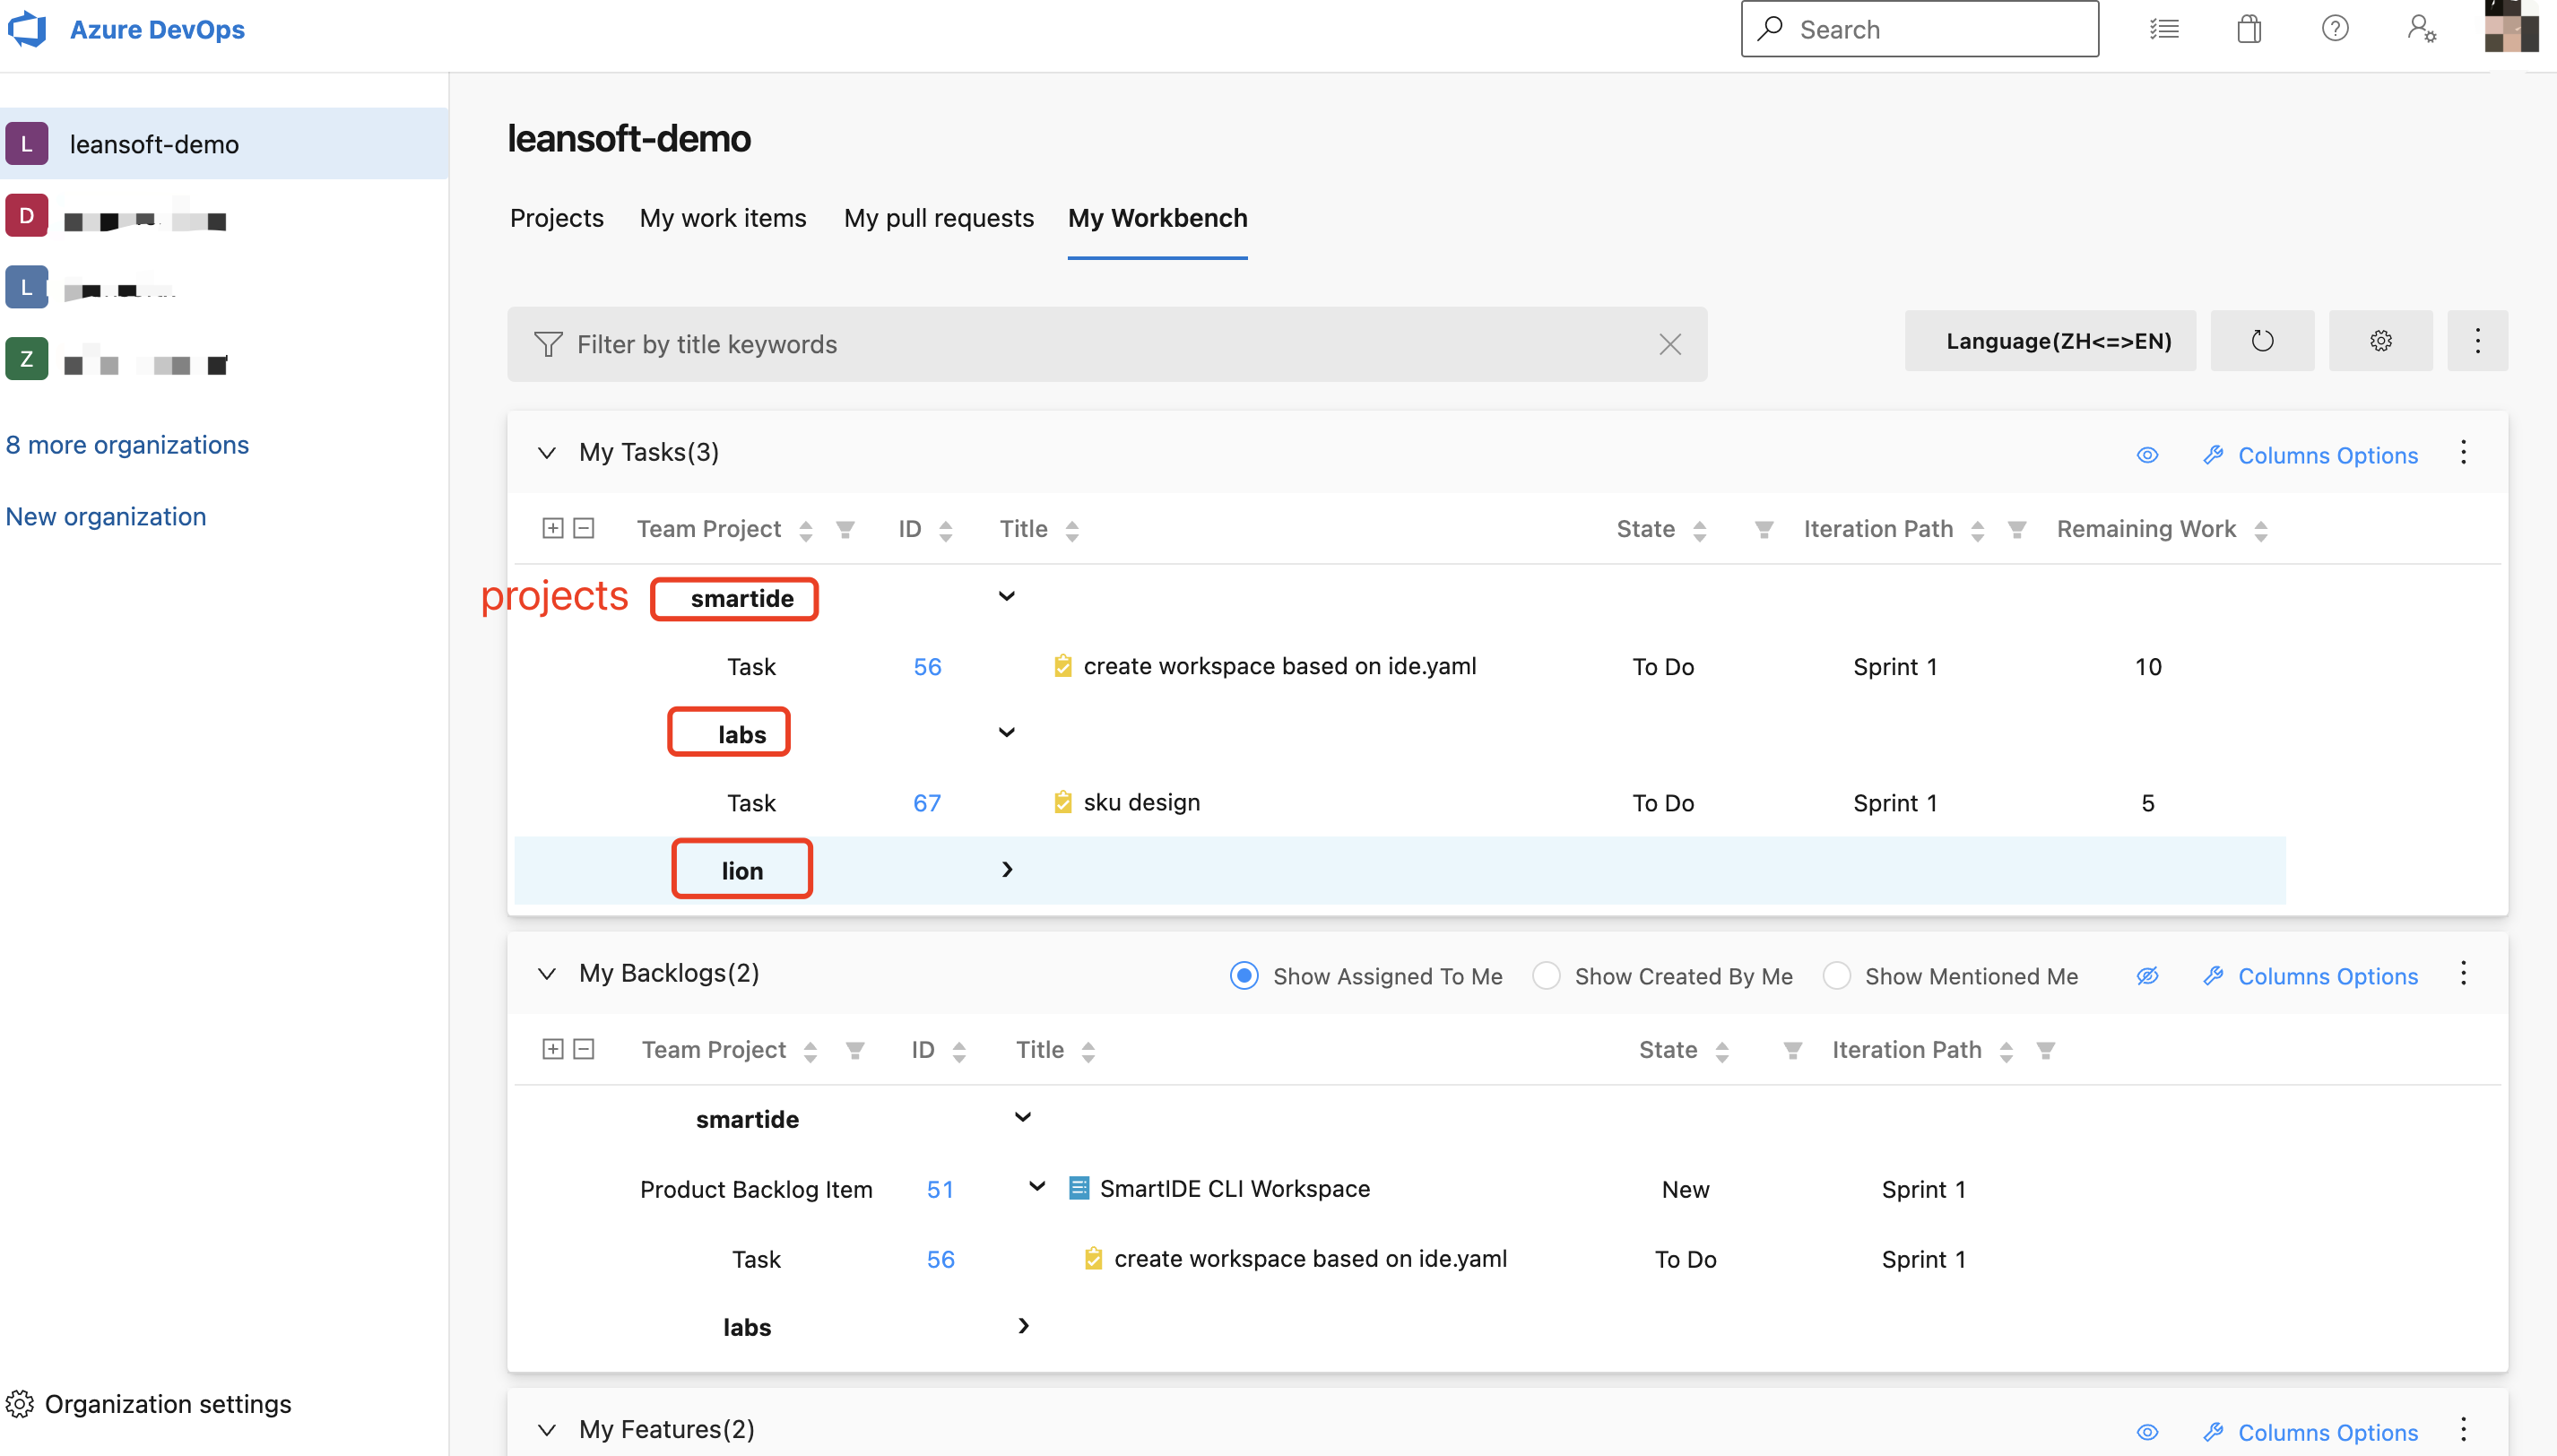 Azure DevOps
Search
L leansoft-demo
D
L
Z
8 more organizations
New organization
Organization settings
leansoft-demo
Projects My work items My pull requests My Workbench
Filter by title keywords
Language(ZH<=>EN)
My Tasks(3) Columns Options
Team Project ID Title State Iteration Path Remaining Work
projects smartide
Task 56 create workspace based on ide.yaml To Do Sprint 1 10
labs
Task 67 sku design To Do Sprint 1 5
lion
My Backlogs(2) Show Assigned To Me Show Created By Me Show Mentioned Me Columns Options
Team Project ID Title State Iteration Path
smartide
Product Backlog Item 51 SmartIDE CLI Workspace New Sprint 1
Task 56 create workspace based on ide.yaml To Do Sprint 1
labs
My Features(2) Columns Options